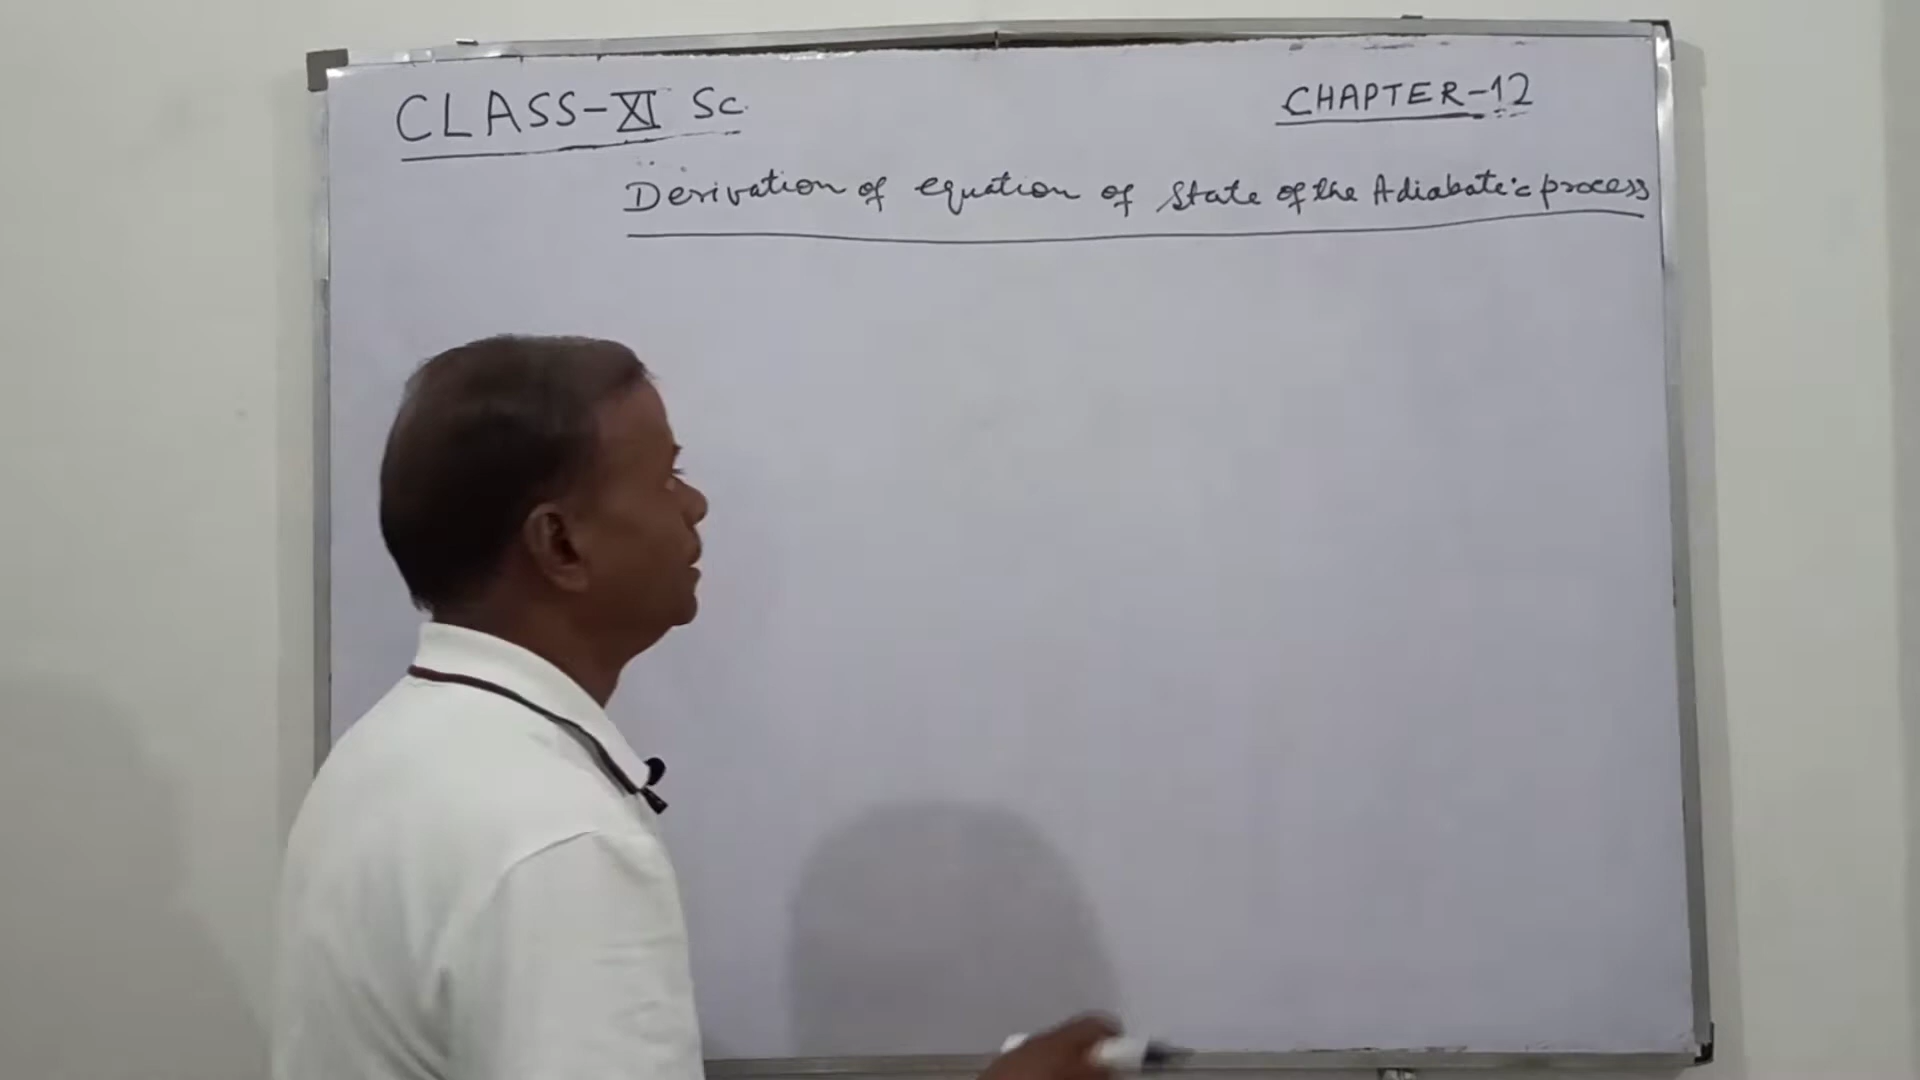 CLASS-XI Sc.
CHAPTER-12
Derivation of equation of State of the Adiabatic process